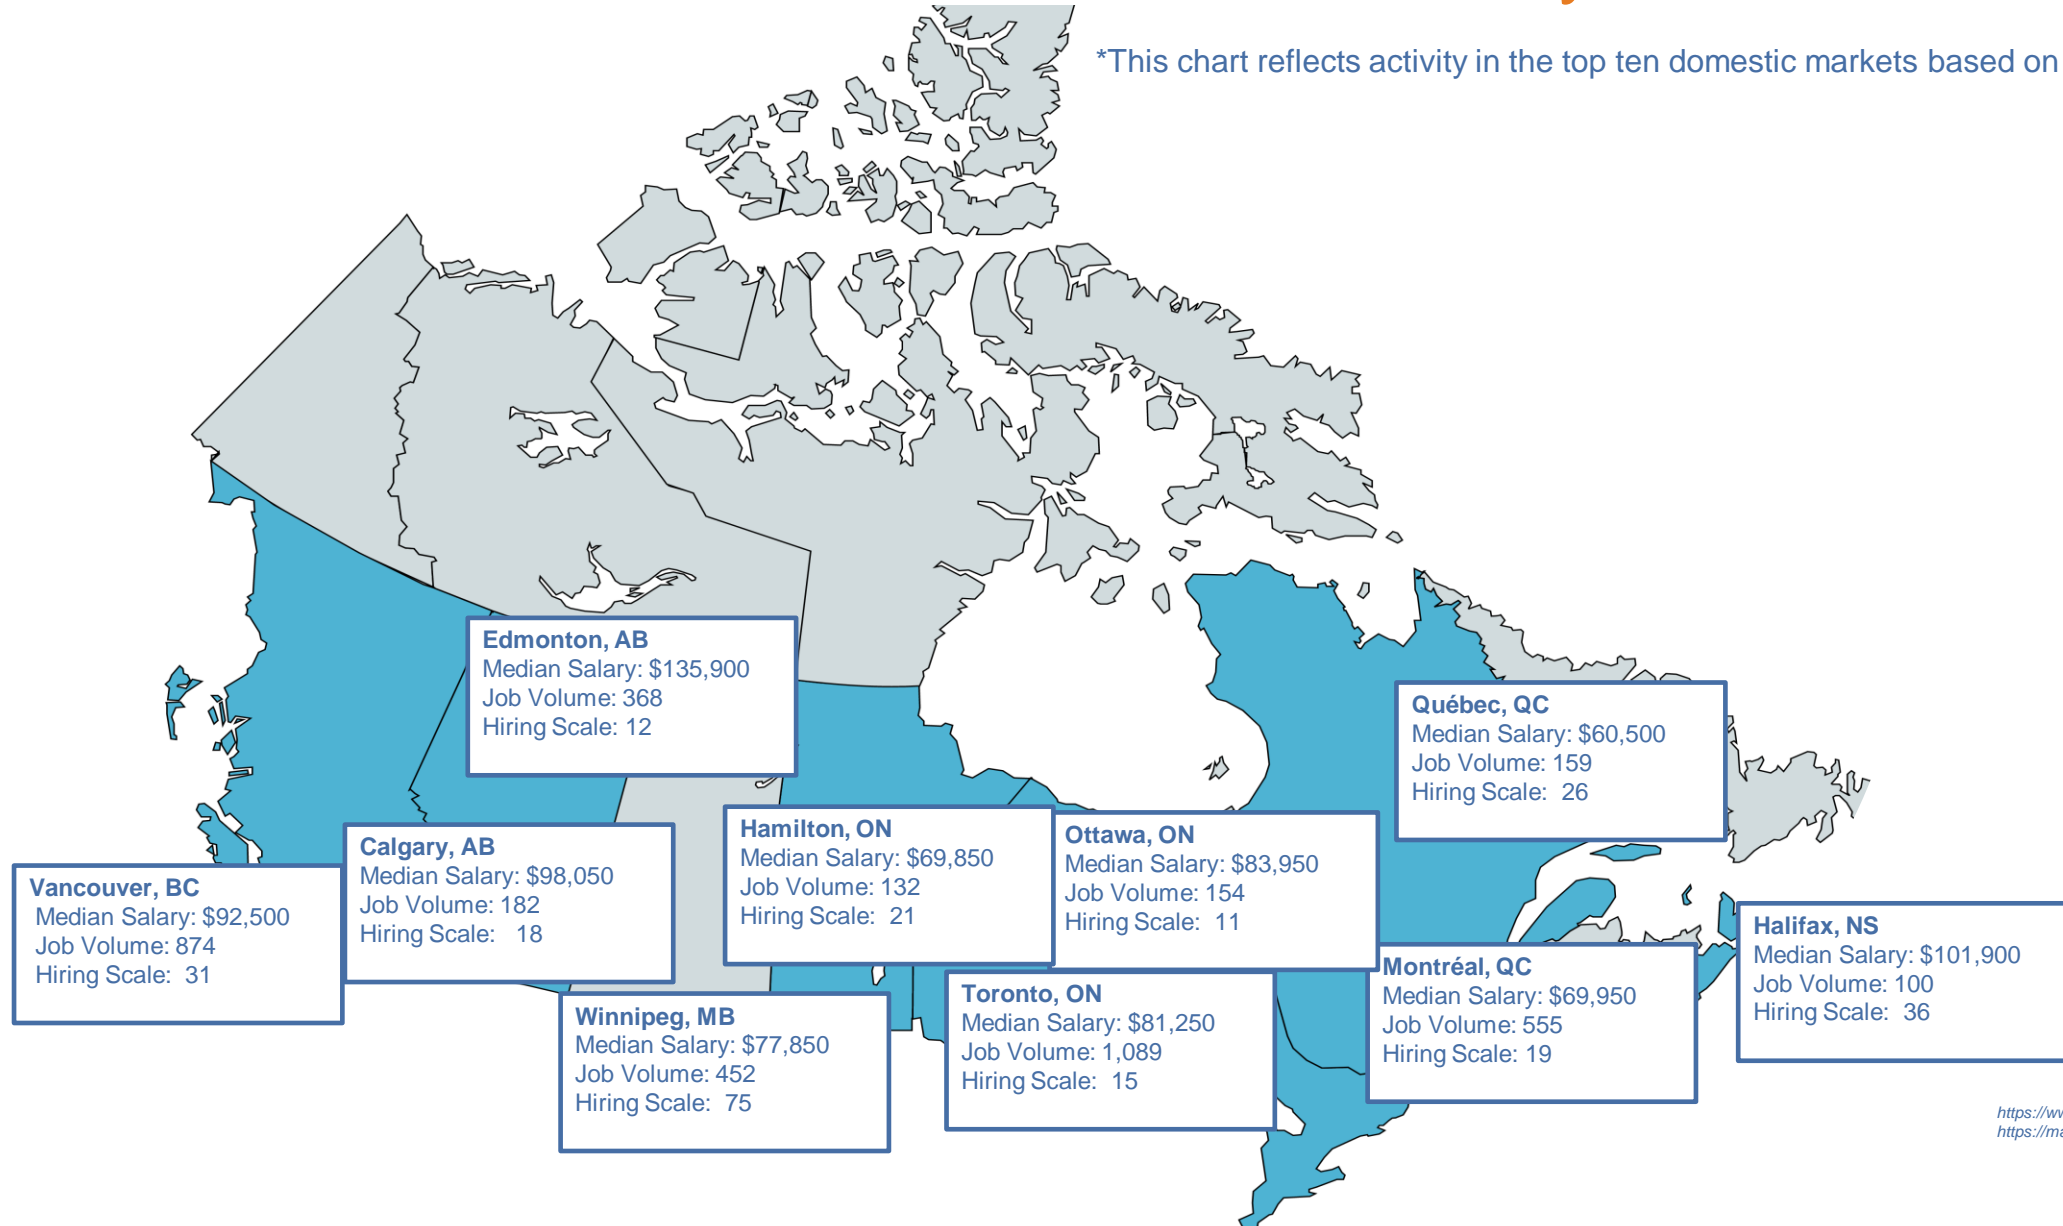 *This chart reflects activity in the top ten domestic markets based on
Edmonton, AB
Median Salary: $135,900
Job Volume: 368
Hiring Scale: 12
Québec, QC
Median Salary: $60,500
Job Volume: 159
Hiring Scale: 26
Hamilton, ON
Median Salary: $69,850
Job Volume: 132
Hiring Scale: 21
Ottawa, ON
Median Salary: $83,950
Job Volume: 154
Hiring Scale: 11
Calgary, AB
Median Salary: $98,050
Job Volume: 182
Hiring Scale: 18
Vancouver, BC
Median Salary: $92,500
Job Volume: 874
Hiring Scale: 31
Halifax, NS
Median Salary: $101,900
Job Volume: 100
Hiring Scale: 36
Montréal, QC
Median Salary: $69,950
Job Volume: 555
Hiring Scale: 19
Toronto, ON
Median Salary: $81,250
Job Volume: 1,089
Hiring Scale: 15
Winnipeg, MB
Median Salary: $77,850
Job Volume: 452
Hiring Scale: 75